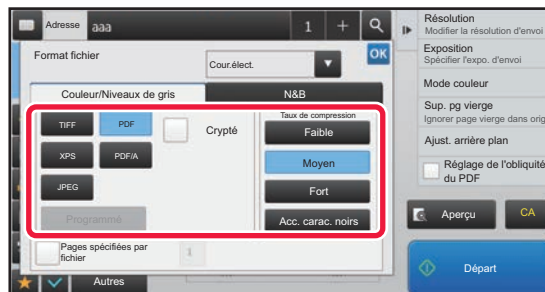 Adresse aaa 1 +
Format fichier
Cour.élect.
OK
Couleur/Niveaux de gris
N&B
TIFF
PDF
Crypté
XPS
PDF/A
JPEG
Programmé
Taux de compression
Faible
Moyen
Fort
Acc. carac. noirs
Pages spécifiées par
fichier
1
Autres
Résolution
Modifier la résolution d'envoi
Exposition
Spécifier l'expo. d'envoi
Mode couleur
Sup. pg vierge
Ignorer page vierge dans orig
Ajust. arrière plan
Réglage de l'obliquité
du PDF
Aperçu
CA
Départ